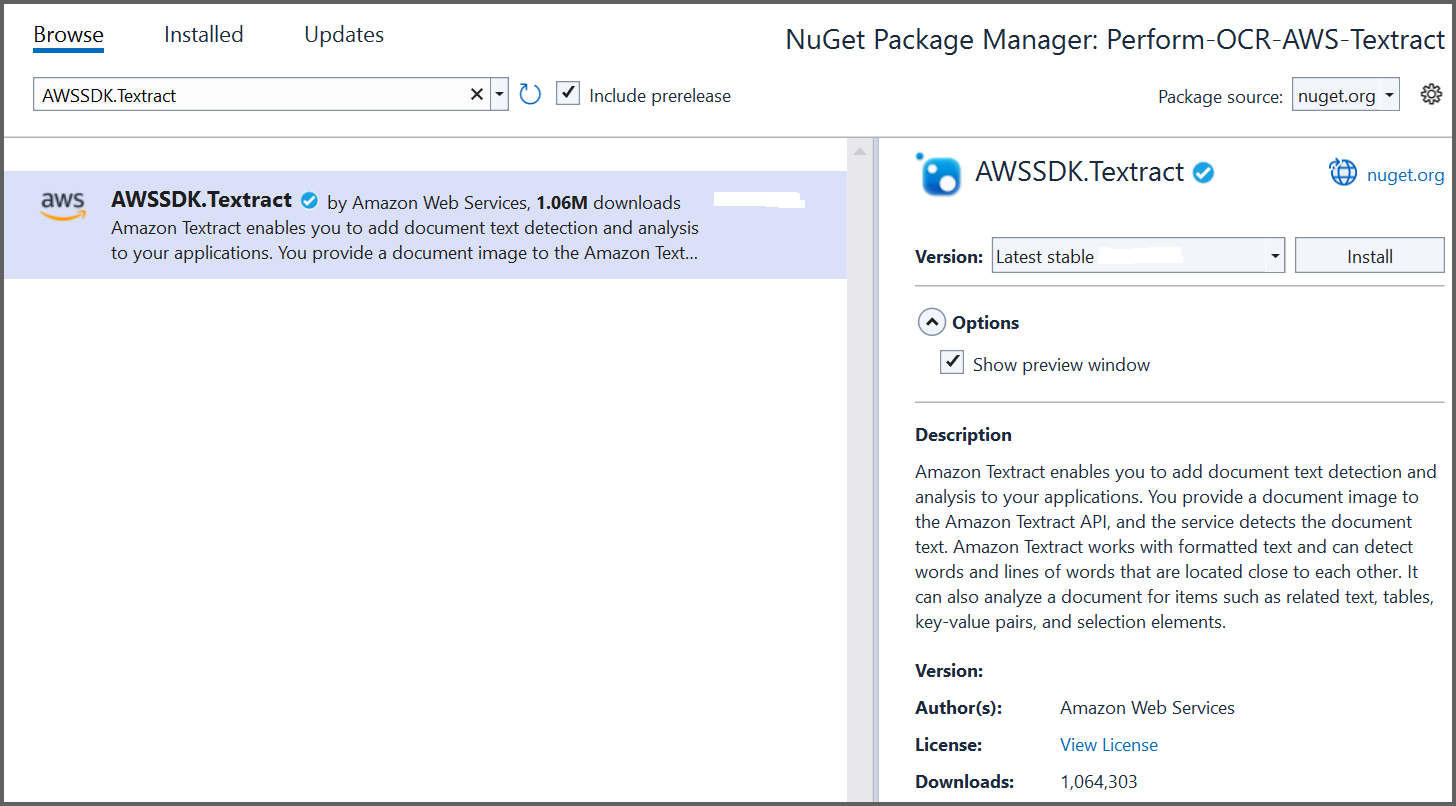 Browse Installed Updates
NuGet Package Manager: Perform-OCR-AWS-Textract
AWSSDK.Textract
Include prerelease
Package source: nuget.org
aws
AWSSDK.Textract by Amazon Web Services, 1.06M downloads
Amazon Textract enables you to add document text detection and analysis
to your applications. You provide a document image to the Amazon Text...
AWSSDK.Textract
nuget.org
Version: Latest stable
Install
Options
Show preview window
Description
Amazon Textract enables you to add document text detection and
analysis to your applications. You provide a document image to
the Amazon Textract API, and the service detects the document
text. Amazon Textract works with formatted text and can detect
words and lines of words that are located close to each other. It
can also analyze a document for items such as related text, tables,
key-value pairs, and selection elements.
Version:
Author(s): Amazon Web Services
License: View License
Downloads: 1,064,303